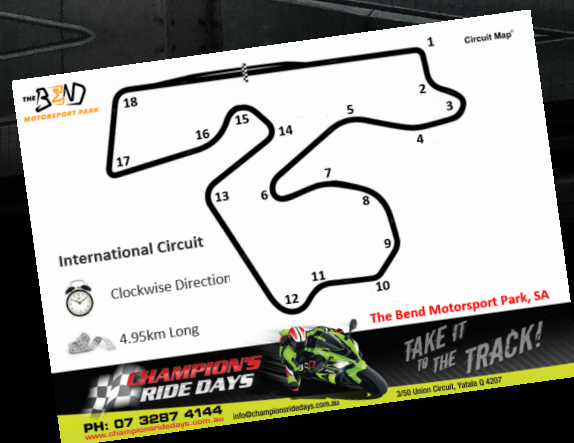 Circuit Map
THE BEND
MOTORSPORT PARK
1
2
3
4
5
6
7
8
9
10
11
12
13
14
15
16
17
18
International Circuit
Clockwise Direction
4.95km Long
The Bend Motorsport Park, SA
CHAMPION'S
RIDE DAYS
TAKE IT
TO THE TRACK!
PH: 07 3287 4144
www.championsridedays.com.au
info@championsridedays.com.au
3/50 Union Circuit, Yatala Q 4207